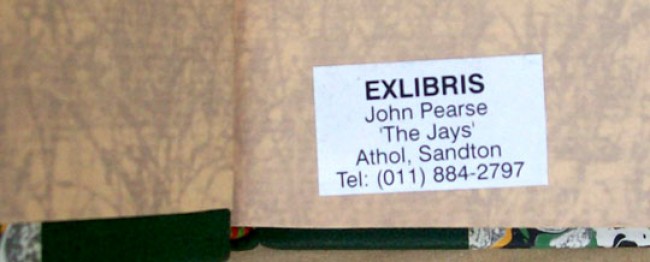 EXLIBRIS
John Pearse
'The Jays'
Athol, Sandton
Tel: (011) 884-2797